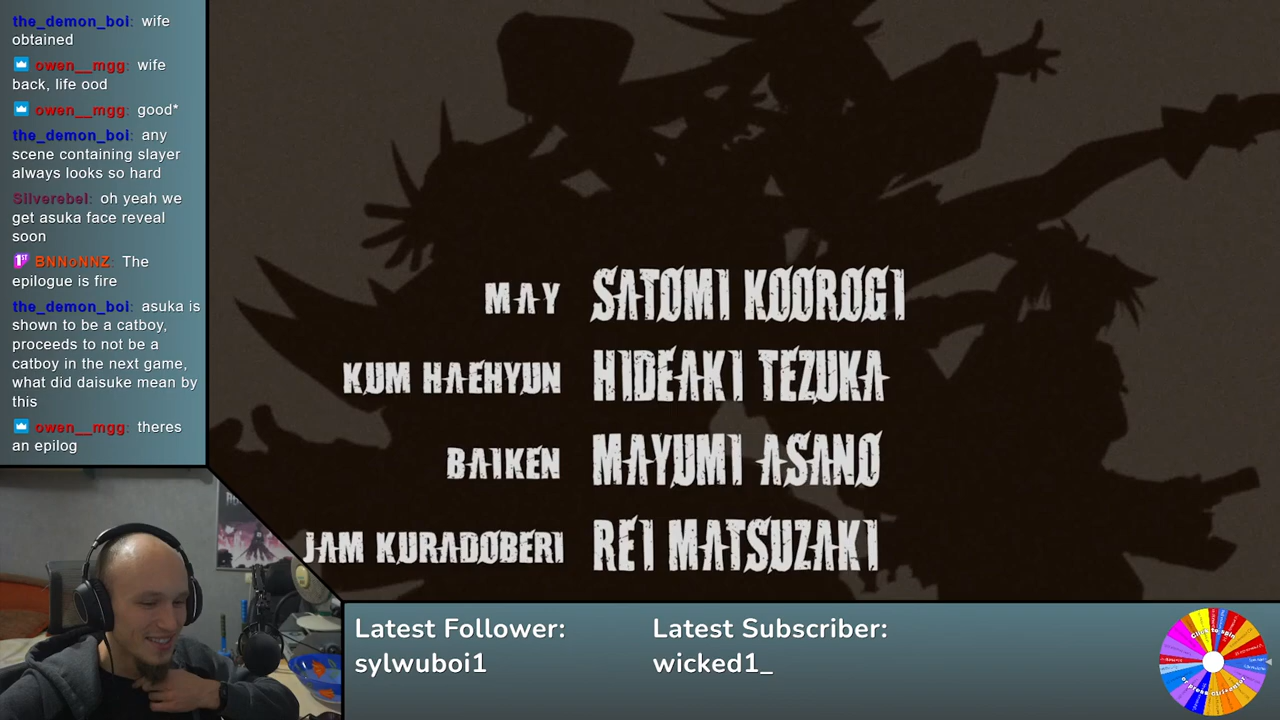 the_demon_boi: wife
obtained
owen__mgg: wife
back, life ood
owen__mgg: good*
the_demon_boi: any
scene containing slayer
always looks so hard
Silverebel: oh yeah we
get asuka face reveal
soon
BNNoNNZ: The
epilogue is fire
the_demon_boi: asuka is
shown to be a catboy,
proceeds to not be a
catboy in the next game,
what did daisuke mean by
this
owen__mgg: theres
an epilog
MAY SATOMI KOOROGI
KUM HAEHYUN HIDEAKI TEZUKA
BAIKEN MAYUMI ASANO
JAM KURADOBERI REI MATSUZAKI
Latest Follower:
sylwuboi1
Latest Subscriber:
wicked1_
Click to spin